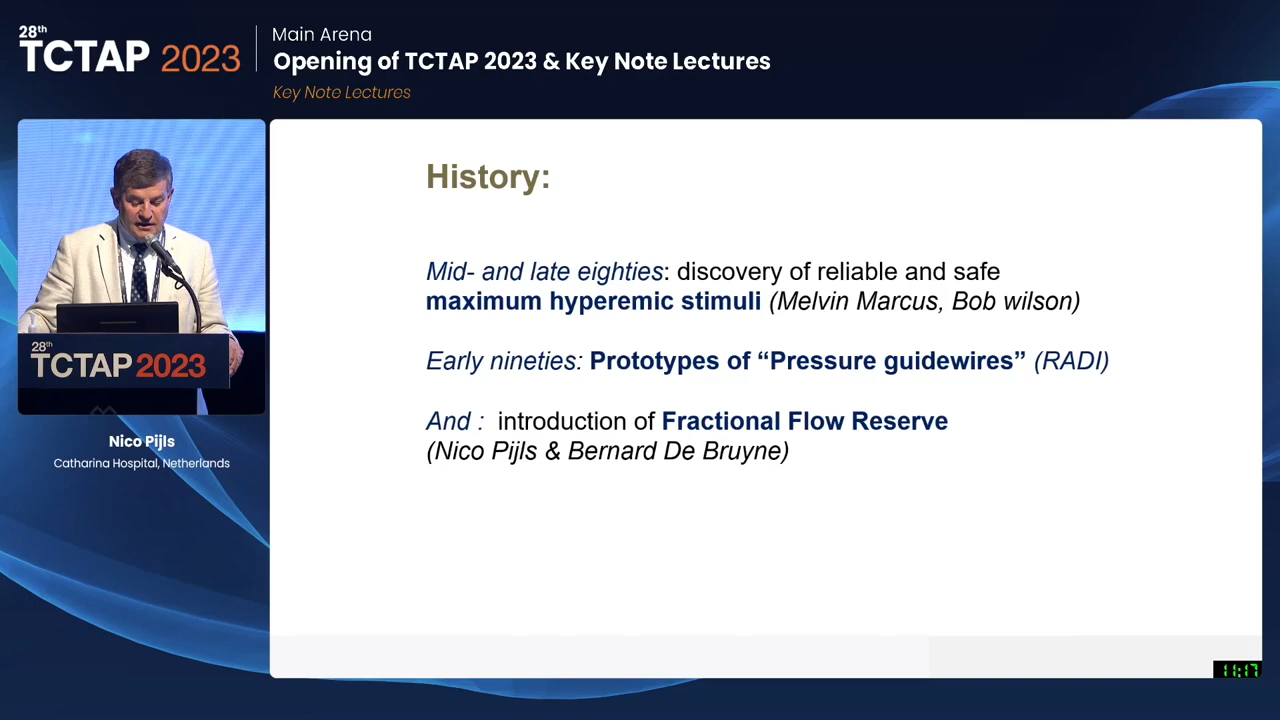 28th
TCTAP 2023
Main Arena
Opening of TCTAP 2023 & Key Note Lectures
Key Note Lectures
28th
TCTAP 2023
Nico Pijls
Catharina Hospital, Netherlands
History:
Mid- and late eighties: discovery of reliable and safe
maximum hyperemic stimuli (Melvin Marcus, Bob wilson)
Early nineties: Prototypes of “Pressure guidewires” (RADI)
And : introduction of Fractional Flow Reserve
(Nico Pijls & Bernard De Bruyne)
11:17